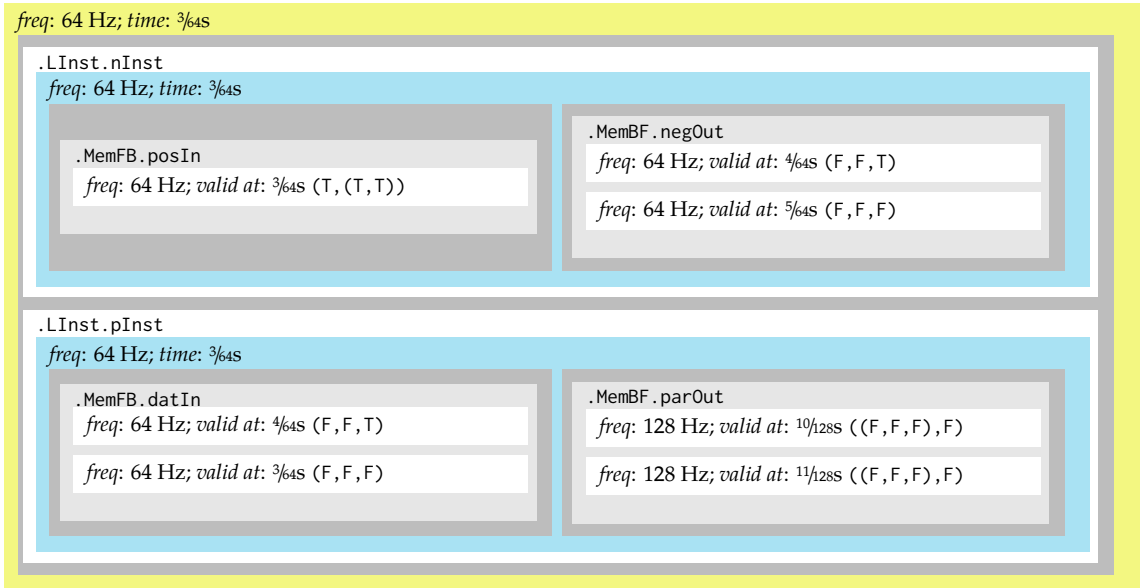 freq: 64 Hz; time: 3/64s
.LInst.nInst
freq: 64 Hz; time: 3/64s
.MemFB.posIn
freq: 64 Hz; valid at: 3/64s (T,(T,T))
.MemBF.negOut
freq: 64 Hz; valid at: 4/64s (F,F,T)
freq: 64 Hz; valid at: 5/64s (F,F,F)
.LInst.pInst
freq: 64 Hz; time: 3/64s
.MemFB.datIn
freq: 64 Hz; valid at: 4/64s (F,F,T)
freq: 64 Hz; valid at: 3/64s (F,F,F)
.MemBF.parOut
freq: 128 Hz; valid at: 10/128s ((F,F,F),F)
freq: 128 Hz; valid at: 11/128s ((F,F,F),F)